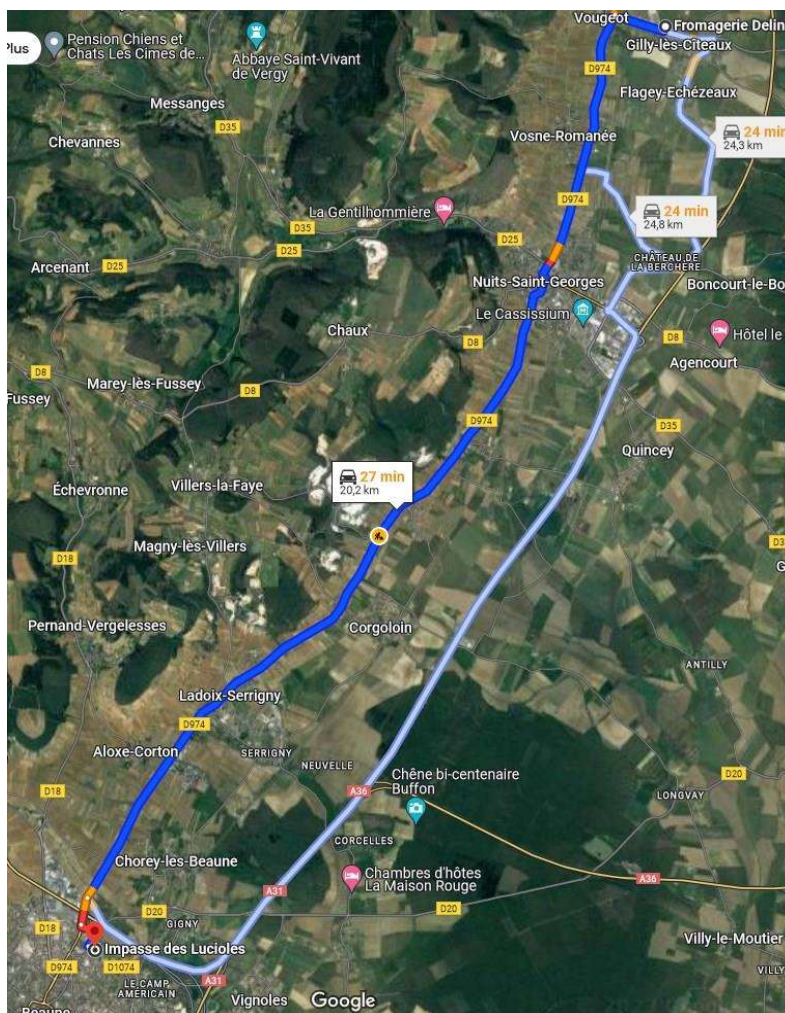 Vougeot
Fromagerie Delin
Plus
Pension Chiens et
Chats Les Cimes de...
Abbaye Saint-Vivant
de Vergy
Gilly-lès-Cîteaux
D974
Flagey-Echézeaux
Messanges
D35
Chevannes
Vosne-Romanée
24 min
24,3 km
D974
La Gentilhommière
24 min
24,8 km
D35
D25
D25
Arcenant
D25
CHÂTEAU DE
LA BERCHÈRE
Nuits-Saint-Georges
Boncourt-le-Bo
Le Cassissium
Chaux
D8
D8
Hôtel le
Agencourt
D8
Marey-lès-Fussey
D8
Fussey
D974
D35
Quincey
27 min
20,2 km
Échevronne
Villers-la-Faye
D18
Magny-lès-Villers
D3
G
Pernand-Vergelesses
Corgoloin
ANTILLY
Ladoix-Serrigny
D974
Aloxe-Corton
SERRIGNY
NEUVELLE
D20
Chêne bi-centenaire
Buffon
D18
A36
LONGVAY
CORCELLES
Chorey-les-Beaune
Chambres d'hôtes
La Maison Rouge
A31
A36
D20
D20
D18
GIGNY
Impasse des Lucioles
Villy-le-Moutier
D974
D1074
LE CAMP
AMÉRICAIN
A31
VILLY
Vignoles
Google
Beaune